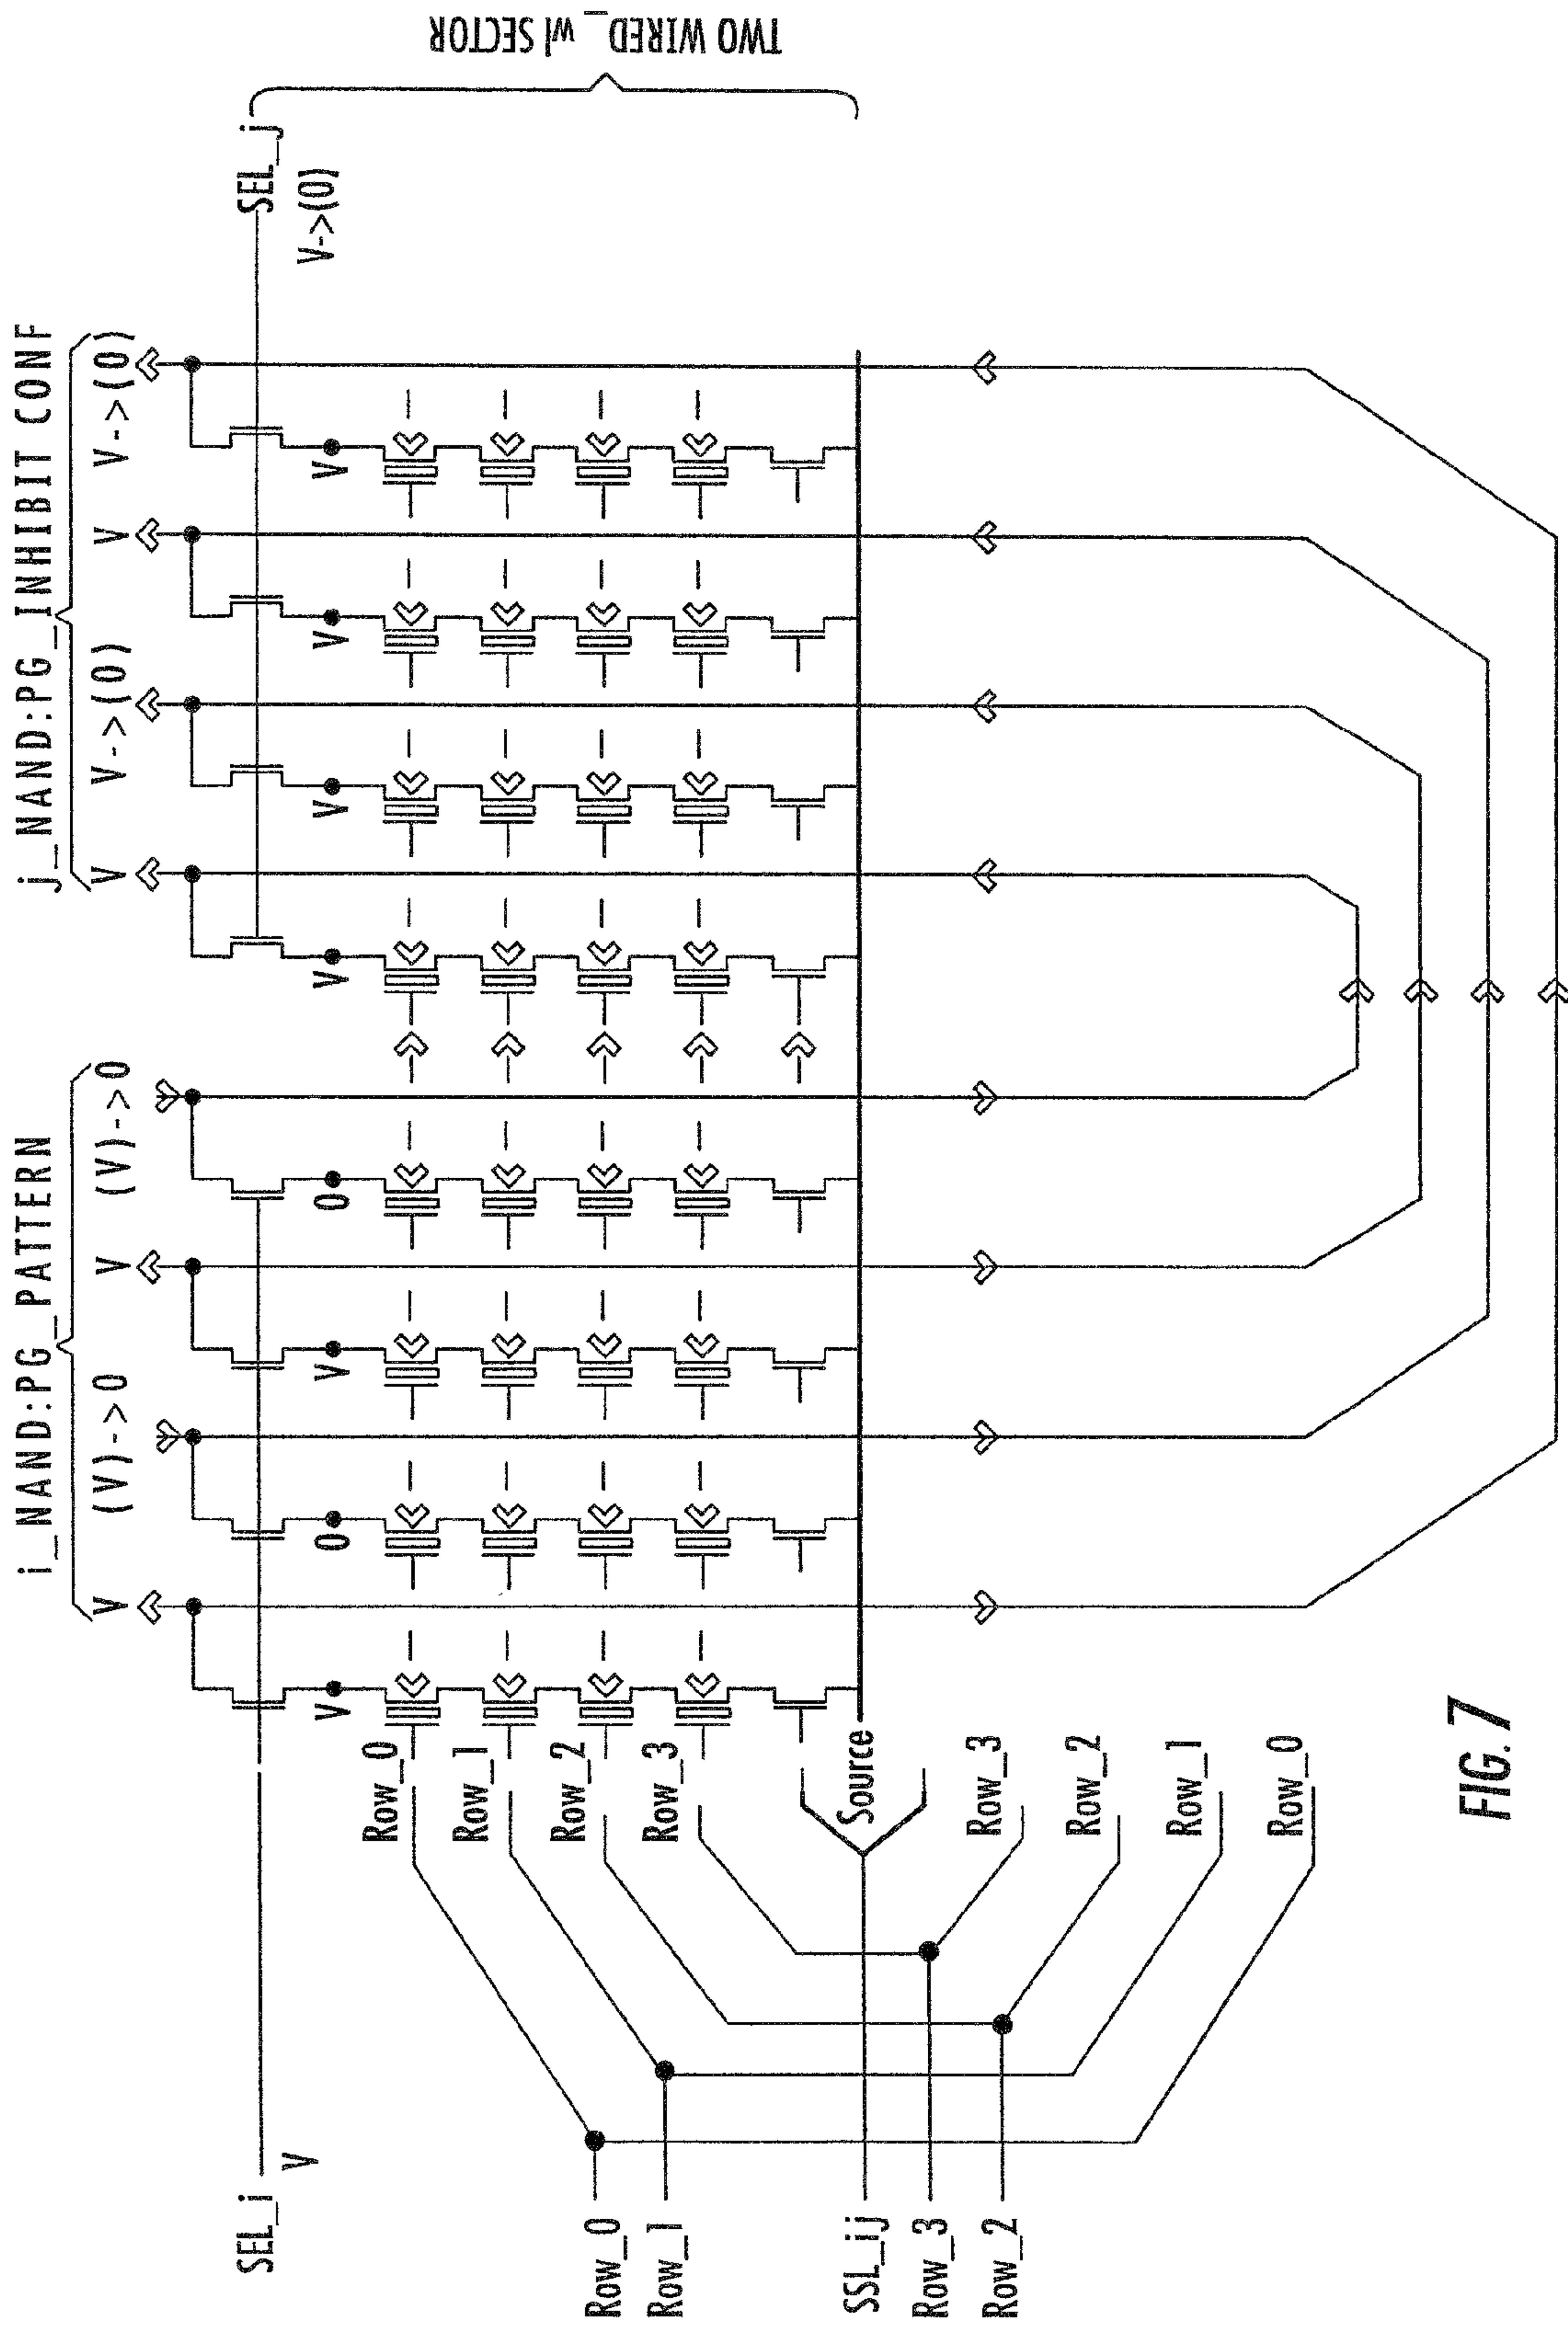 i_NAND:PG_PATTERN
j_NAND:PG_INHIBIT CONF
V
(V)->0
V
(V)->0
V
V->(0)
V
V->(0)
SEL_i
V
SEL_j
V->(0)
V
0
V
0
V
V
V
V
TWO WIRED_wl SECTOR
Row_0
Row_1
Row_2
Row_3
Source
Row_3
Row_2
Row_1
Row_0
Row_0
Row_1
SSL_ij
Row_3
Row_2
FIG. 7